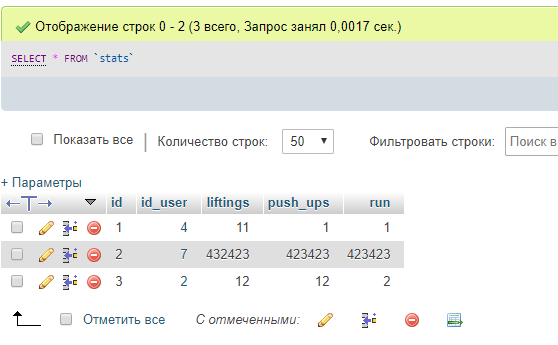 Отображение строк 0 - 2 (3 всего, Запрос занял 0,0017 сек.)
SELECT * FROM `stats`
Показать все | Количество строк: 50 Фильтровать строки: Поиск в
+ Параметры
←T→ id id_user liftings push_ups run
1 4 11 1 1
2 7 432423 423423 423423
3 2 12 12 2
Отметить все С отмеченными: